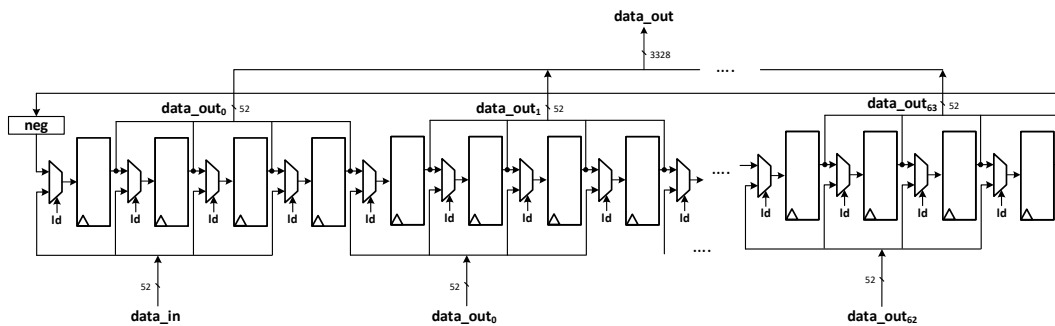 data_out
3328
....
data_out₀ 52
data_out₁ 52
data_out₆₃ 52
neg
....
ld ld ld ld ld ld ld ld ld ld ld ld ld
....
52 52 52
data_in data_out₀ data_out₆₂